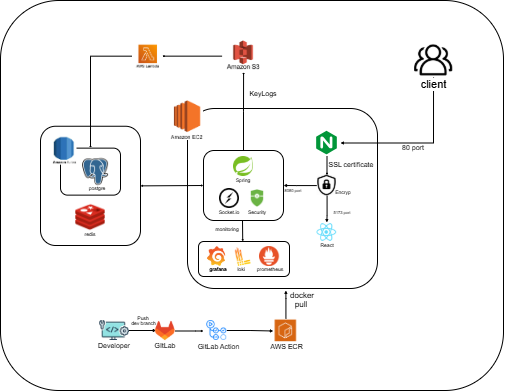 AWS Lambda
Amazon S3
client
KeyLogs
Amazon EC2
80 port
SSL certificate
postgre
Spring
8080 port
Encryp
Socket.io
Security
5173 port
redis
monitoring
React
grafana
loki
prometheus
docker
pull
Push
dev branch
Developer
GitLab
GitLab Action
AWS ECR